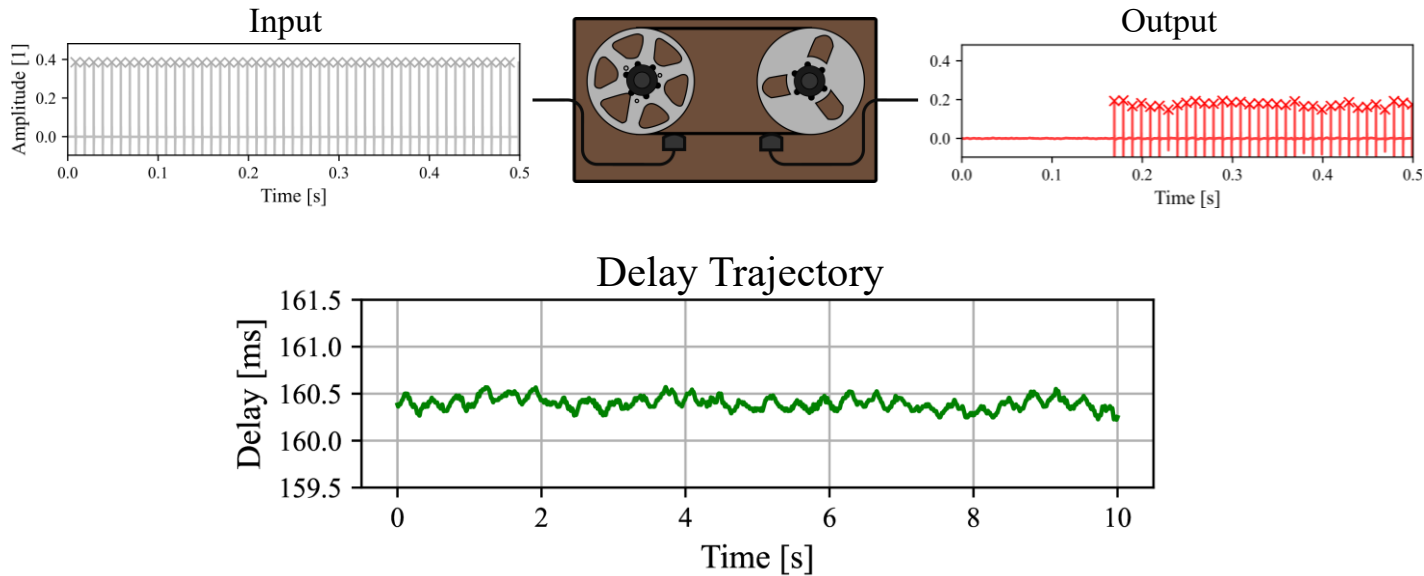 Input
Amplitude [1]
0.4
0.2
0.0
0.0 0.1 0.2 0.3 0.4 0.5
Time [s]
Output
0.4
0.2
0.0
0.0 0.1 0.2 0.3 0.4 0.5
Time [s]
Delay Trajectory
Delay [ms]
161.5
161.0
160.5
160.0
159.5
0 2 4 6 8 10
Time [s]